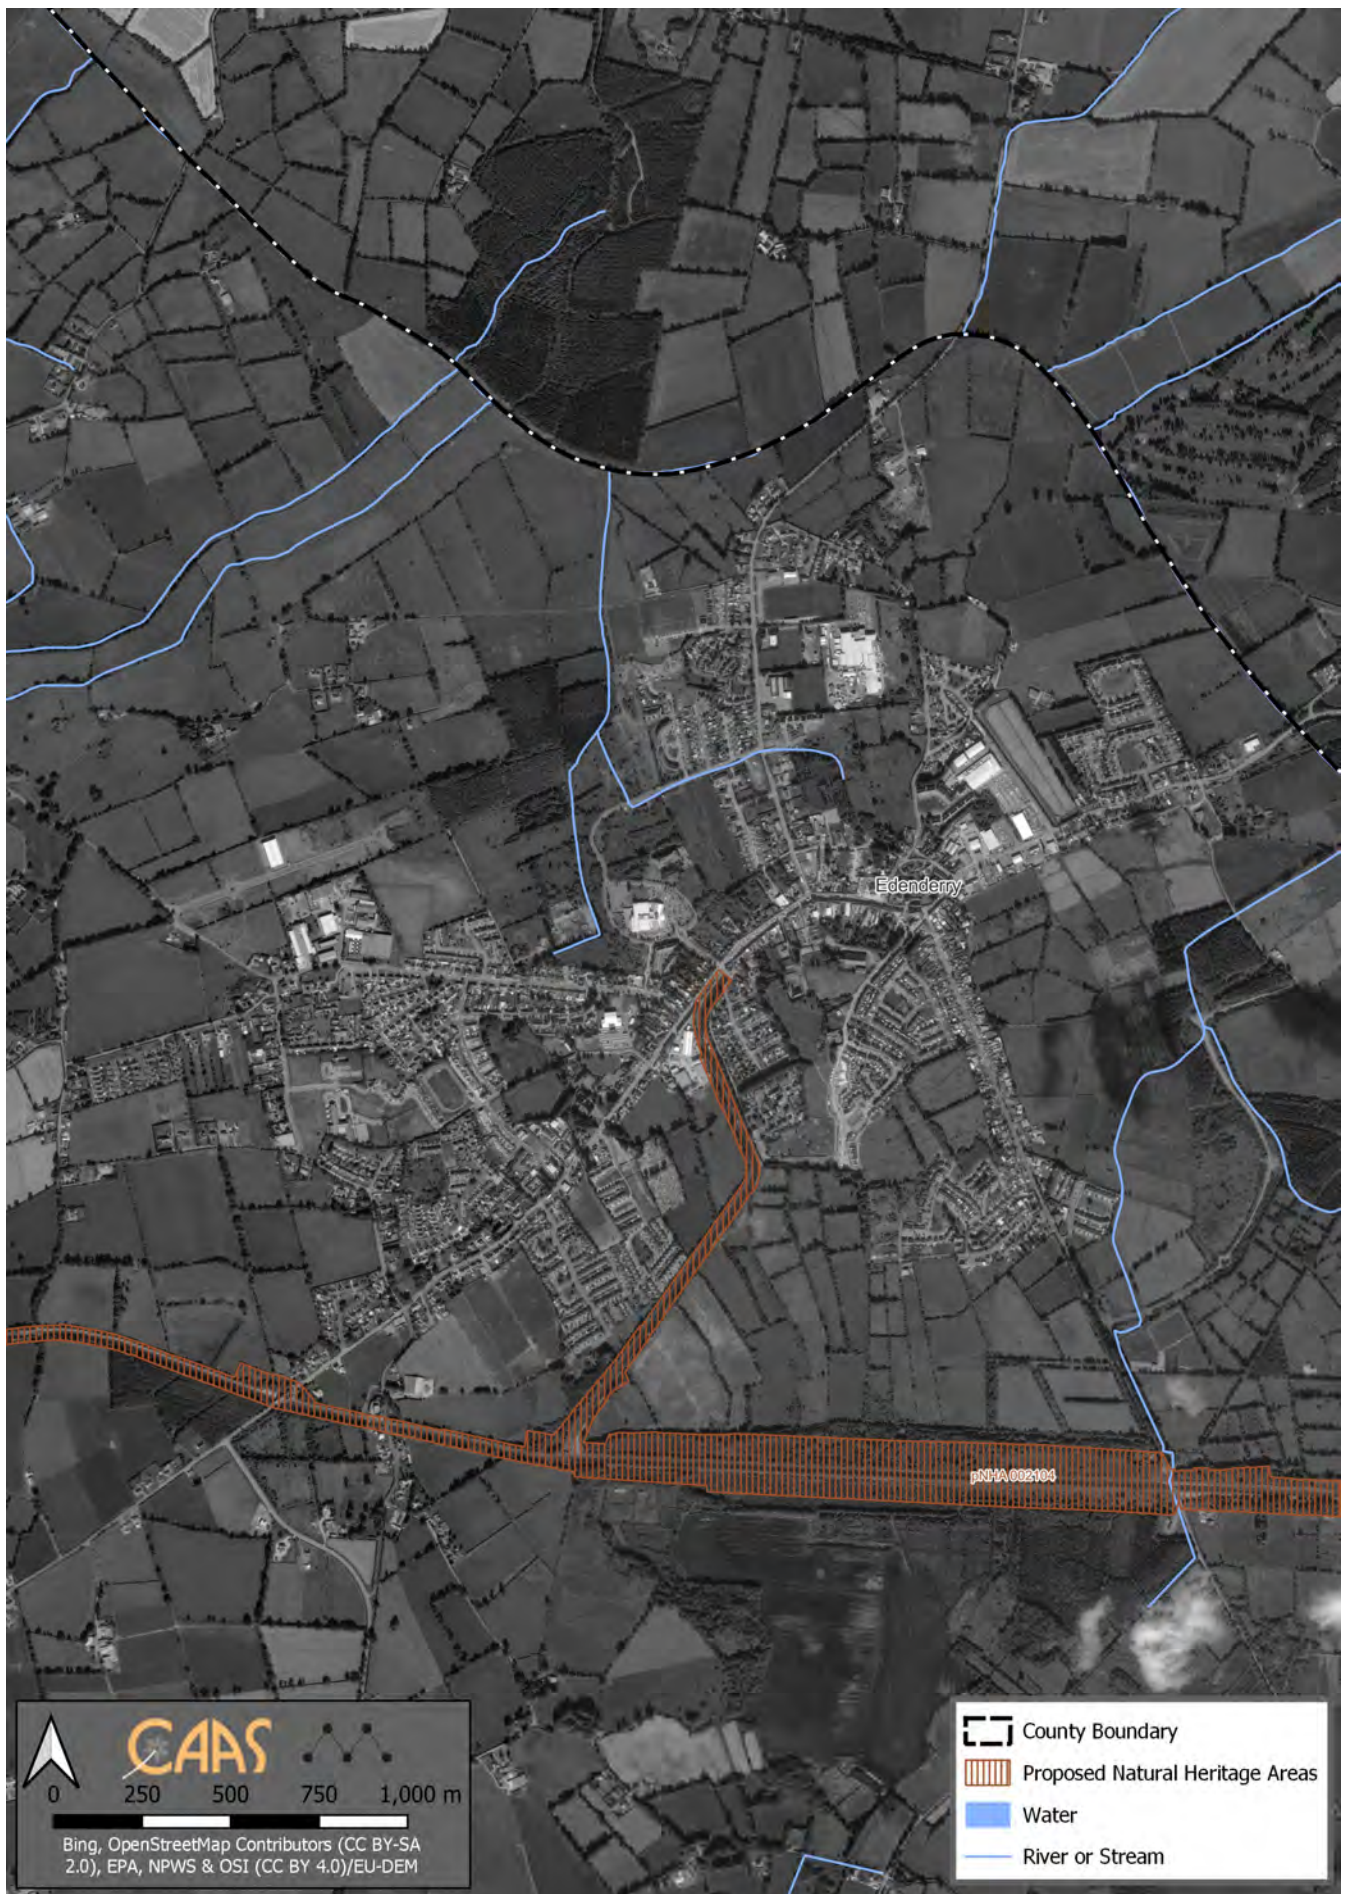 Edenderry
pNHA 002104
CAAS
0 250 500 750 1,000 m
Bing, OpenStreetMap Contributors (CC BY-SA
2.0), EPA, NPWS & OSI (CC BY 4.0)/EU-DEM
County Boundary
Proposed Natural Heritage Areas
Water
River or Stream